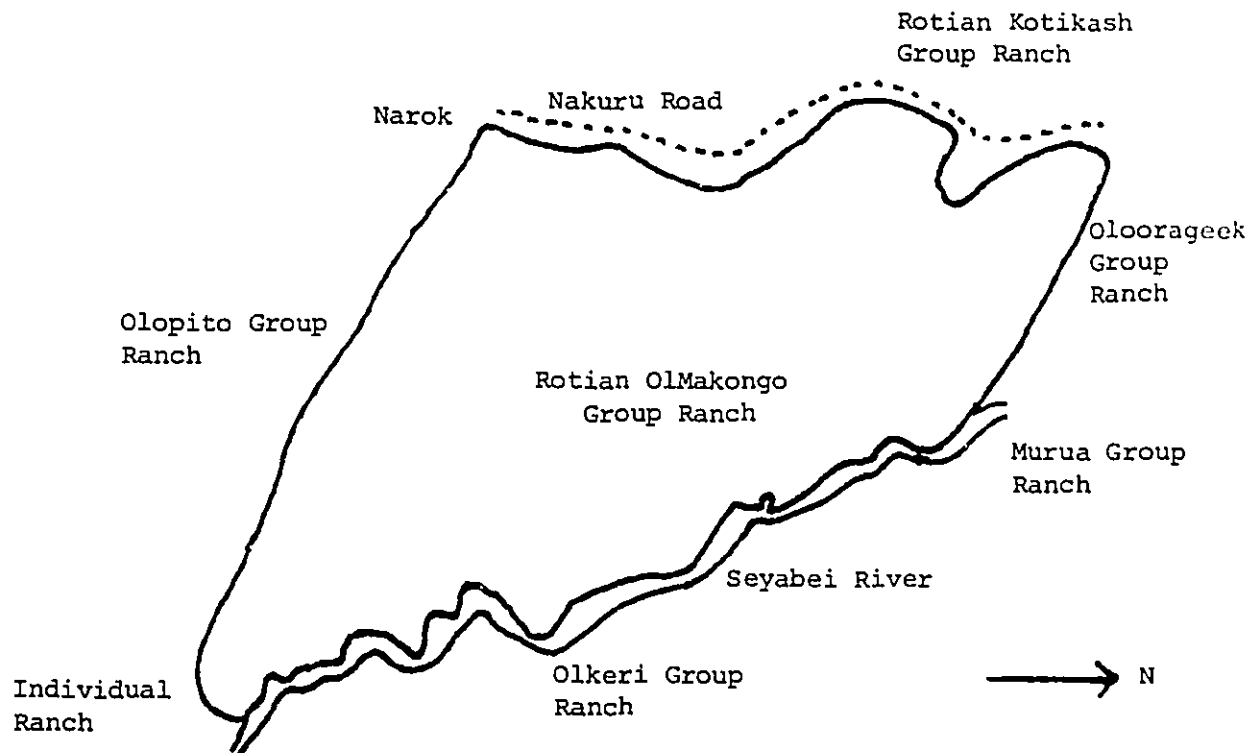 Rotian Kotikash
Group Ranch
Nakuru Road
Narok
Oloorageek
Group
Ranch
Olopito Group
Ranch
Rotian OlMakongo
Group Ranch
Murua Group
Ranch
Seyabei River
Olkeri Group
Ranch
Individual
Ranch
N